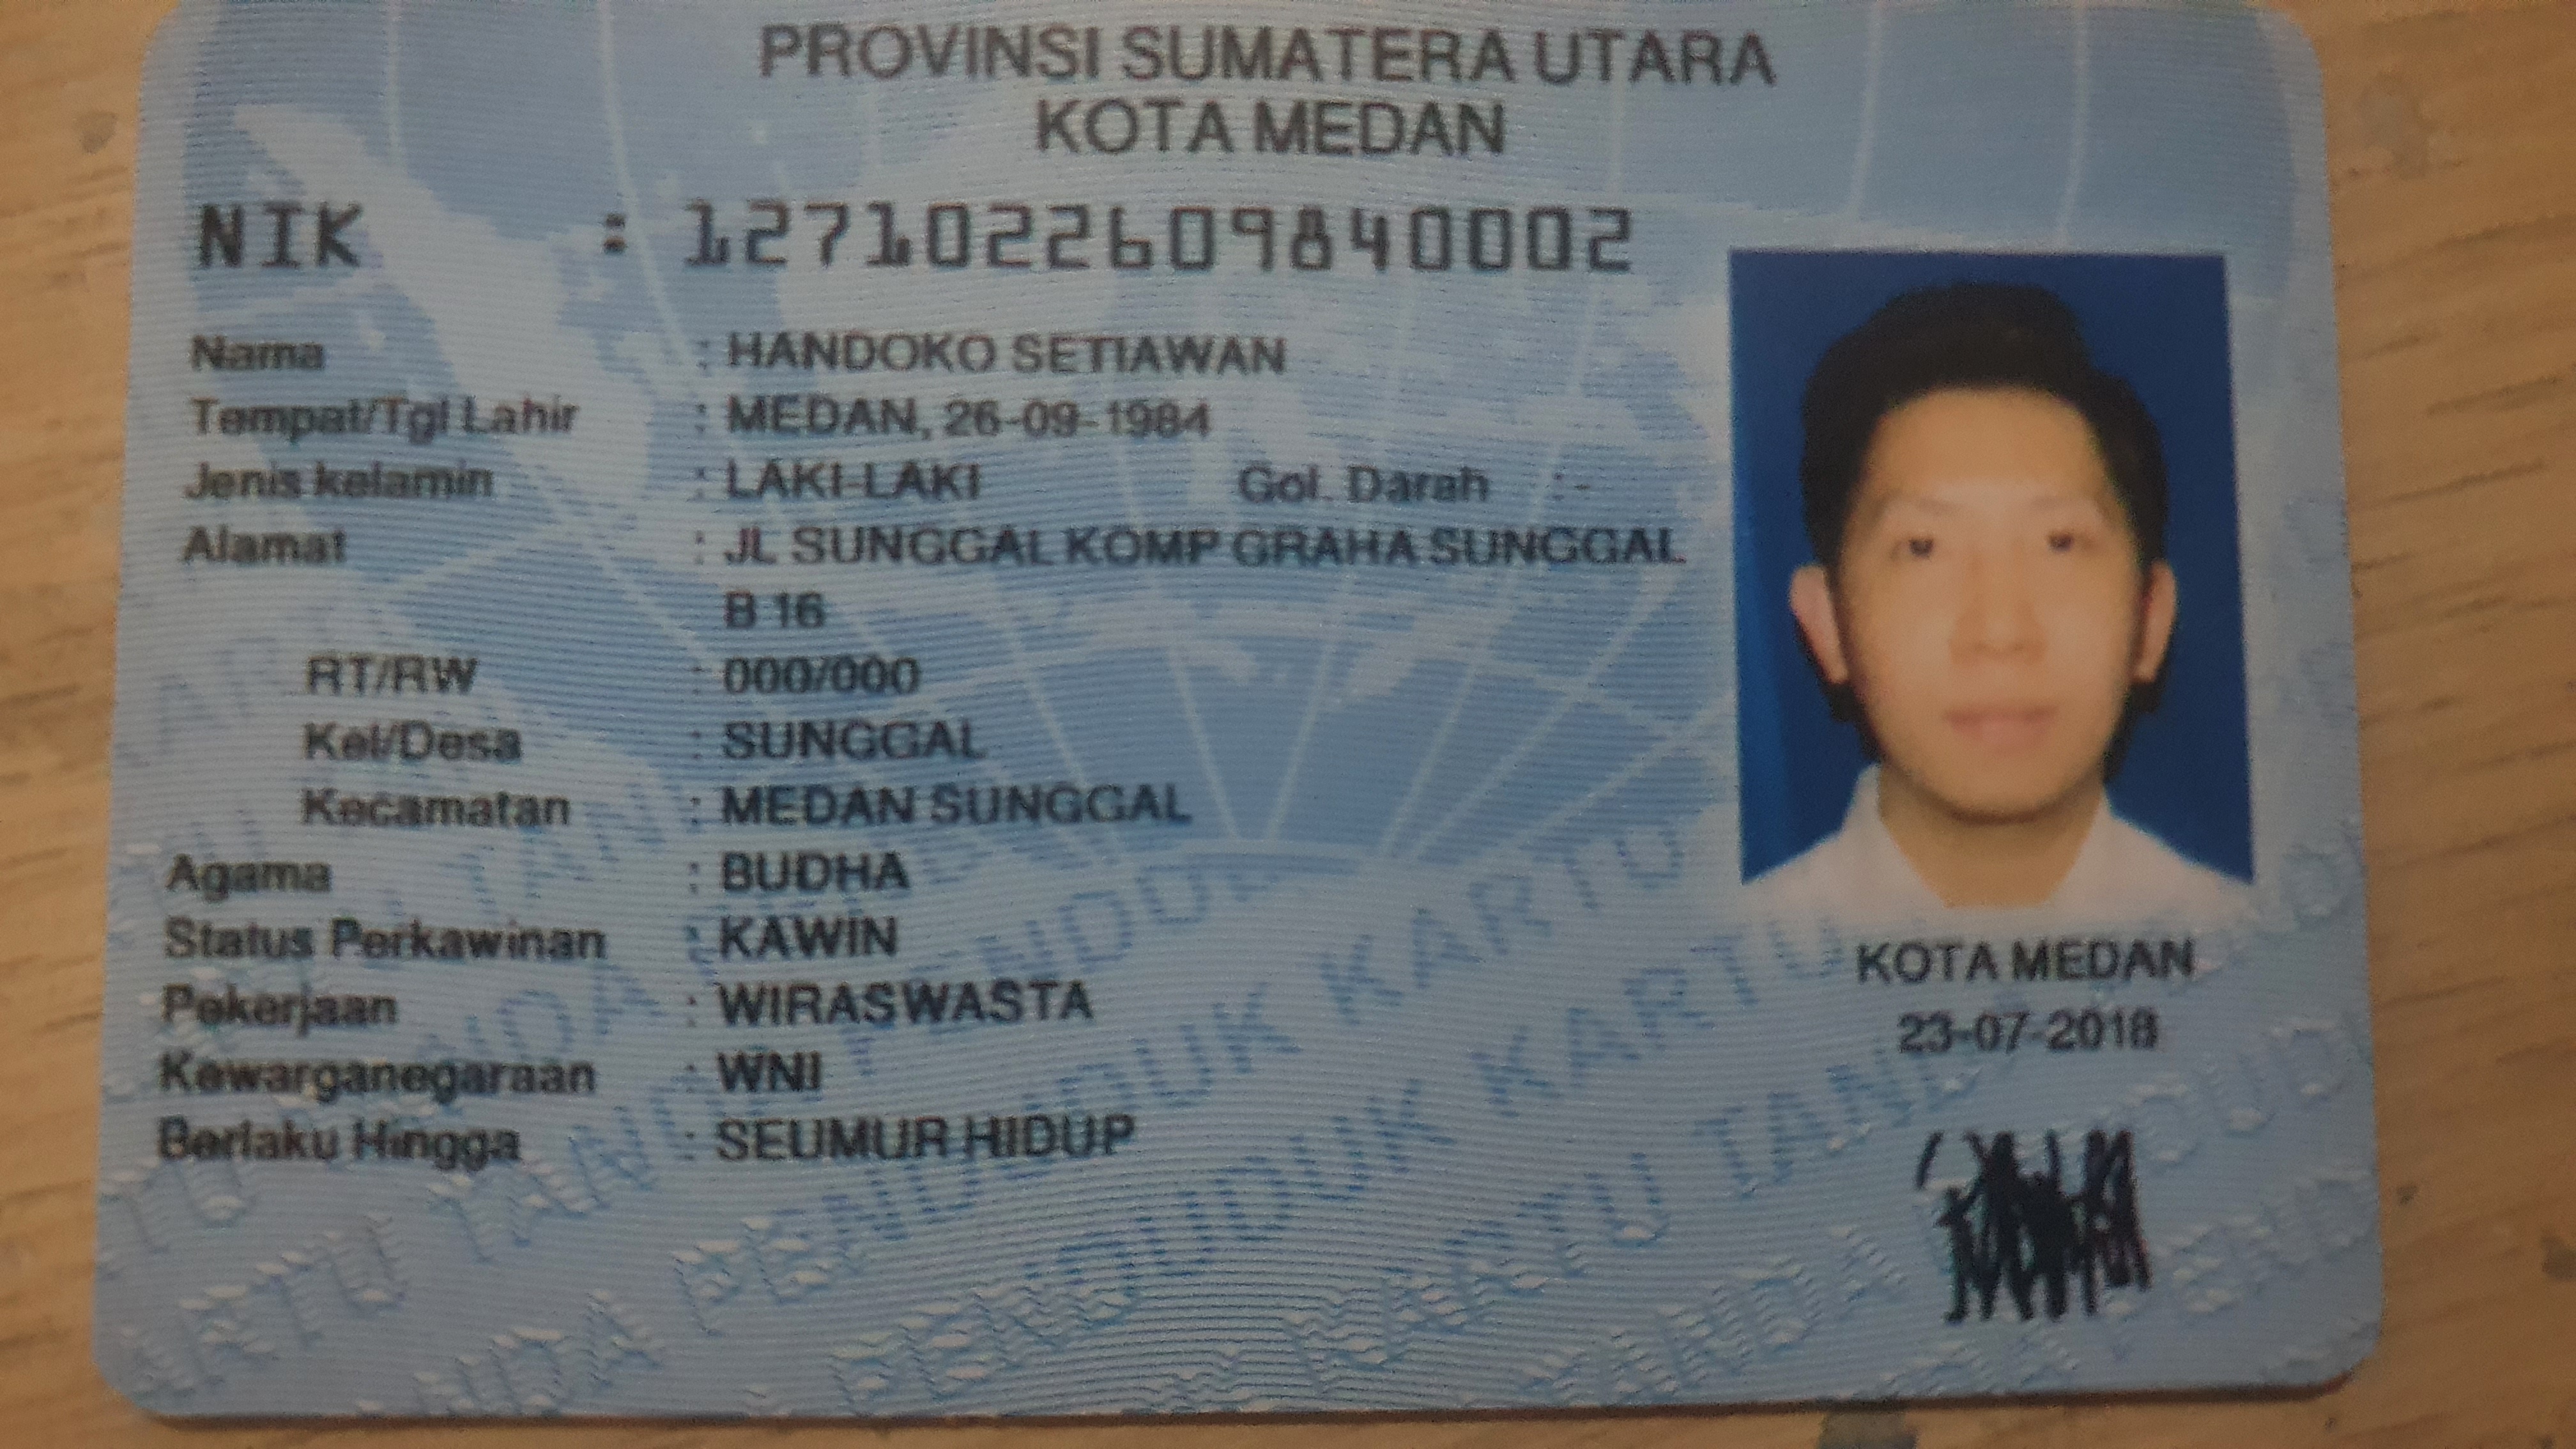 PROVINSI SUMATERA UTARA
KOTA MEDAN
NIK : 1271022609840002
Nama : HANDOKO SETIAWAN
Tempat/Tgl Lahir : MEDAN, 26-09-1984
Jenis kelamin : LAKI-LAKI Gol. Darah : -
Alamat : JL SUNGGAL KOMP GRAHA SUNGGAL
B 16
RT/RW : 000/000
Kel/Desa : SUNGGAL
Kecamatan : MEDAN SUNGGAL
Agama : BUDHA
Status Perkawinan : KAWIN
Pekerjaan : WIRASWASTA
Kewarganegaraan : WNI
Berlaku Hingga : SEUMUR HIDUP
KOTA MEDAN
23-07-2018